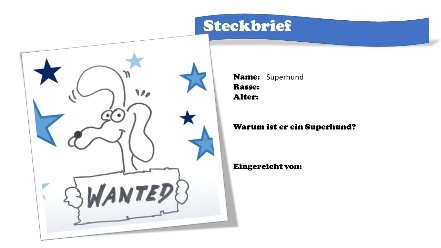 Steckbrief
WANTED
Name: Superhund
Rasse:
Alter:
Warum ist er ein Superhund?
Eingereicht von: